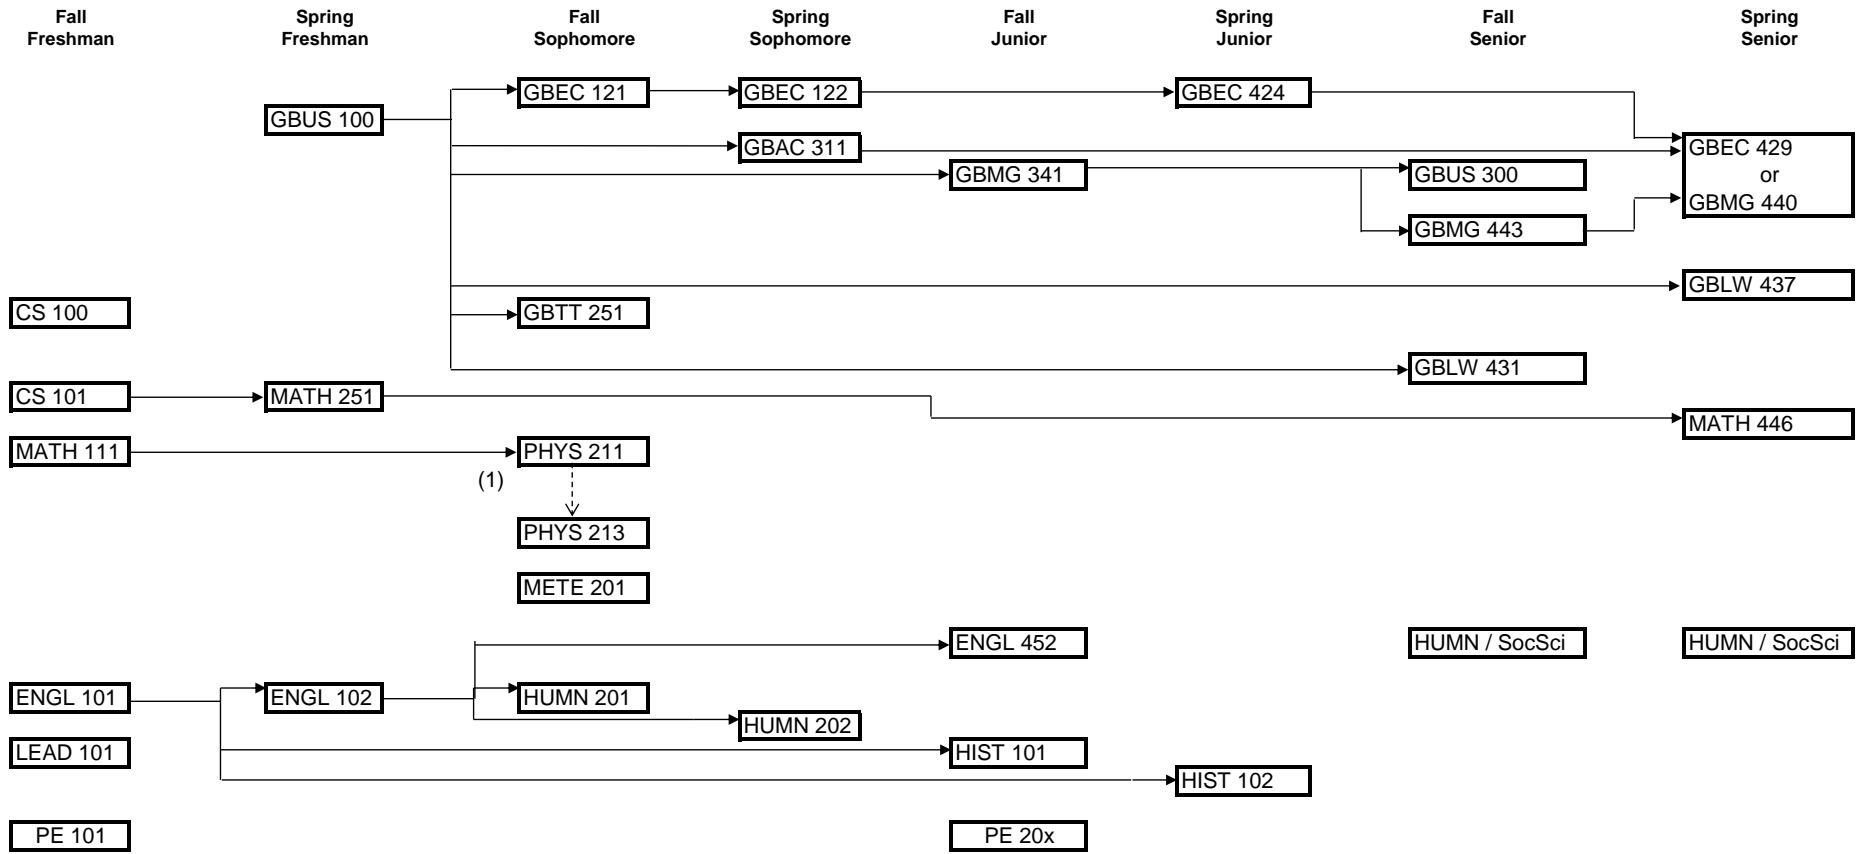 Fall
Freshman
Spring
Freshman
Fall
Sophomore
Spring
Sophomore
Fall
Junior
Spring
Junior
Fall
Senior
Spring
Senior
GBEC 121
GBEC 122
GBEC 424
GBUS 100
GBAC 311
GBEC 429
or
GBMG 440
GBMG 341
GBUS 300
GBMG 443
GBLW 437
CS 100
GBTT 251
GBLW 431
CS 101
MATH 251
MATH 446
MATH 111
PHYS 211
(1)
PHYS 213
METE 201
ENGL 452
HUMN / SocSci
HUMN / SocSci
ENGL 101
ENGL 102
HUMN 201
HUMN 202
LEAD 101
HIST 101
HIST 102
PE 101
PE 20x